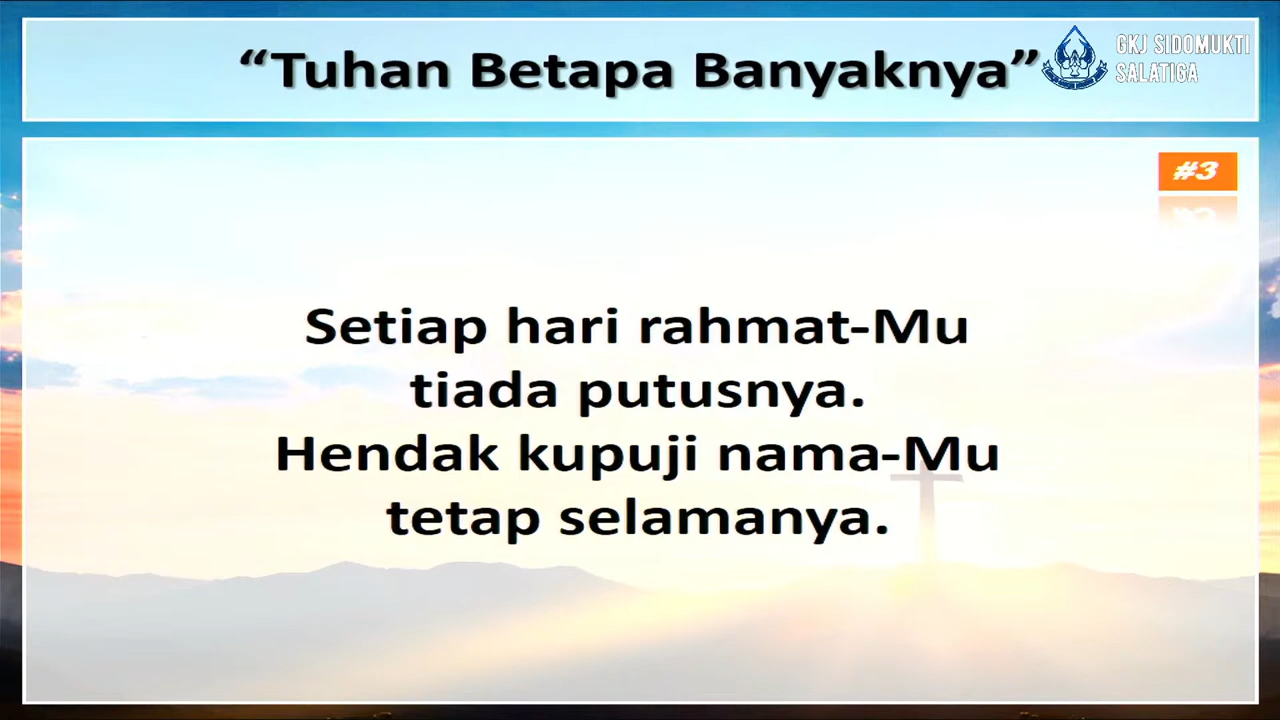 “Tuhan Betapa Banyaknya”
GKJ SIDOMUKTI
SALATIGA
#3
Setiap hari rahmat-Mu
tiada putusnya.
Hendak kupuji nama-Mu
tetap selamanya.